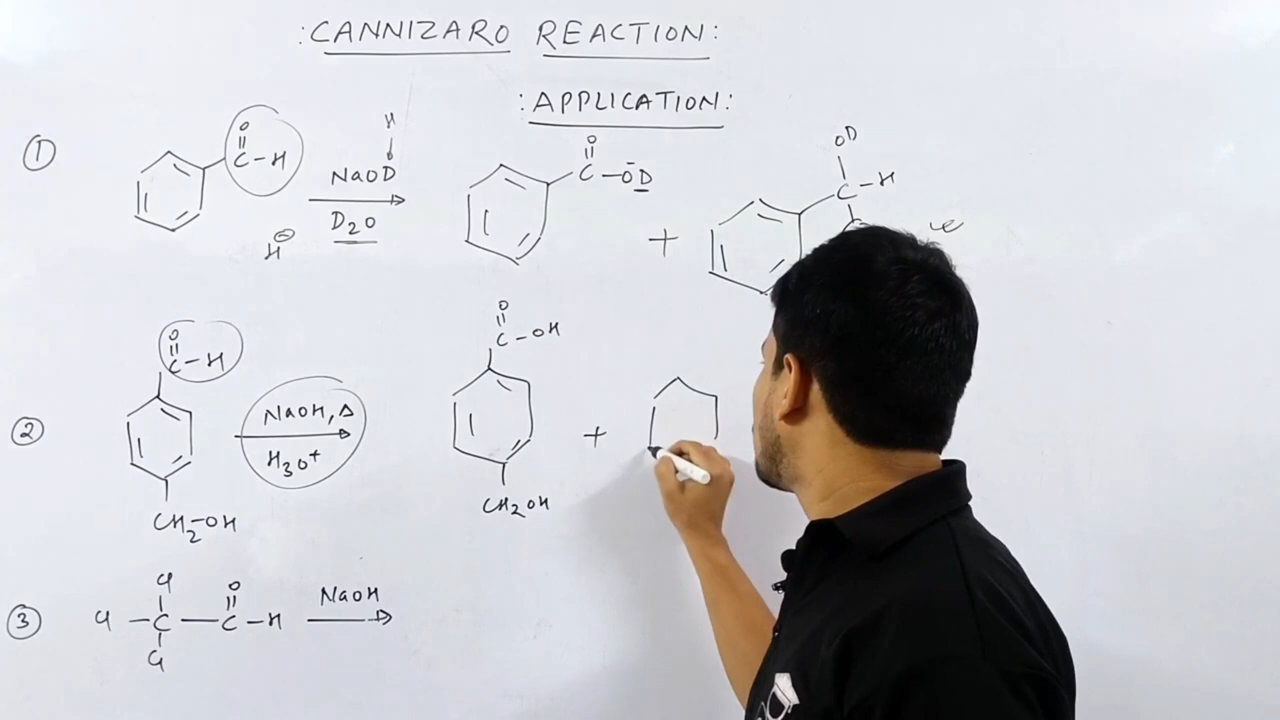 : CANNIZARO REACTION :
: APPLICATION :
①
O
C-H
H
NaOD
D2O
H⊖
O
C-ŌD
+
OD
C-H
②
O
C-H
CH2-OH
NaOH, Δ
H3O+
O
C-OH
CH2OH
+
③
Cl
Cl -C-C-H
O
Cl
NaOH